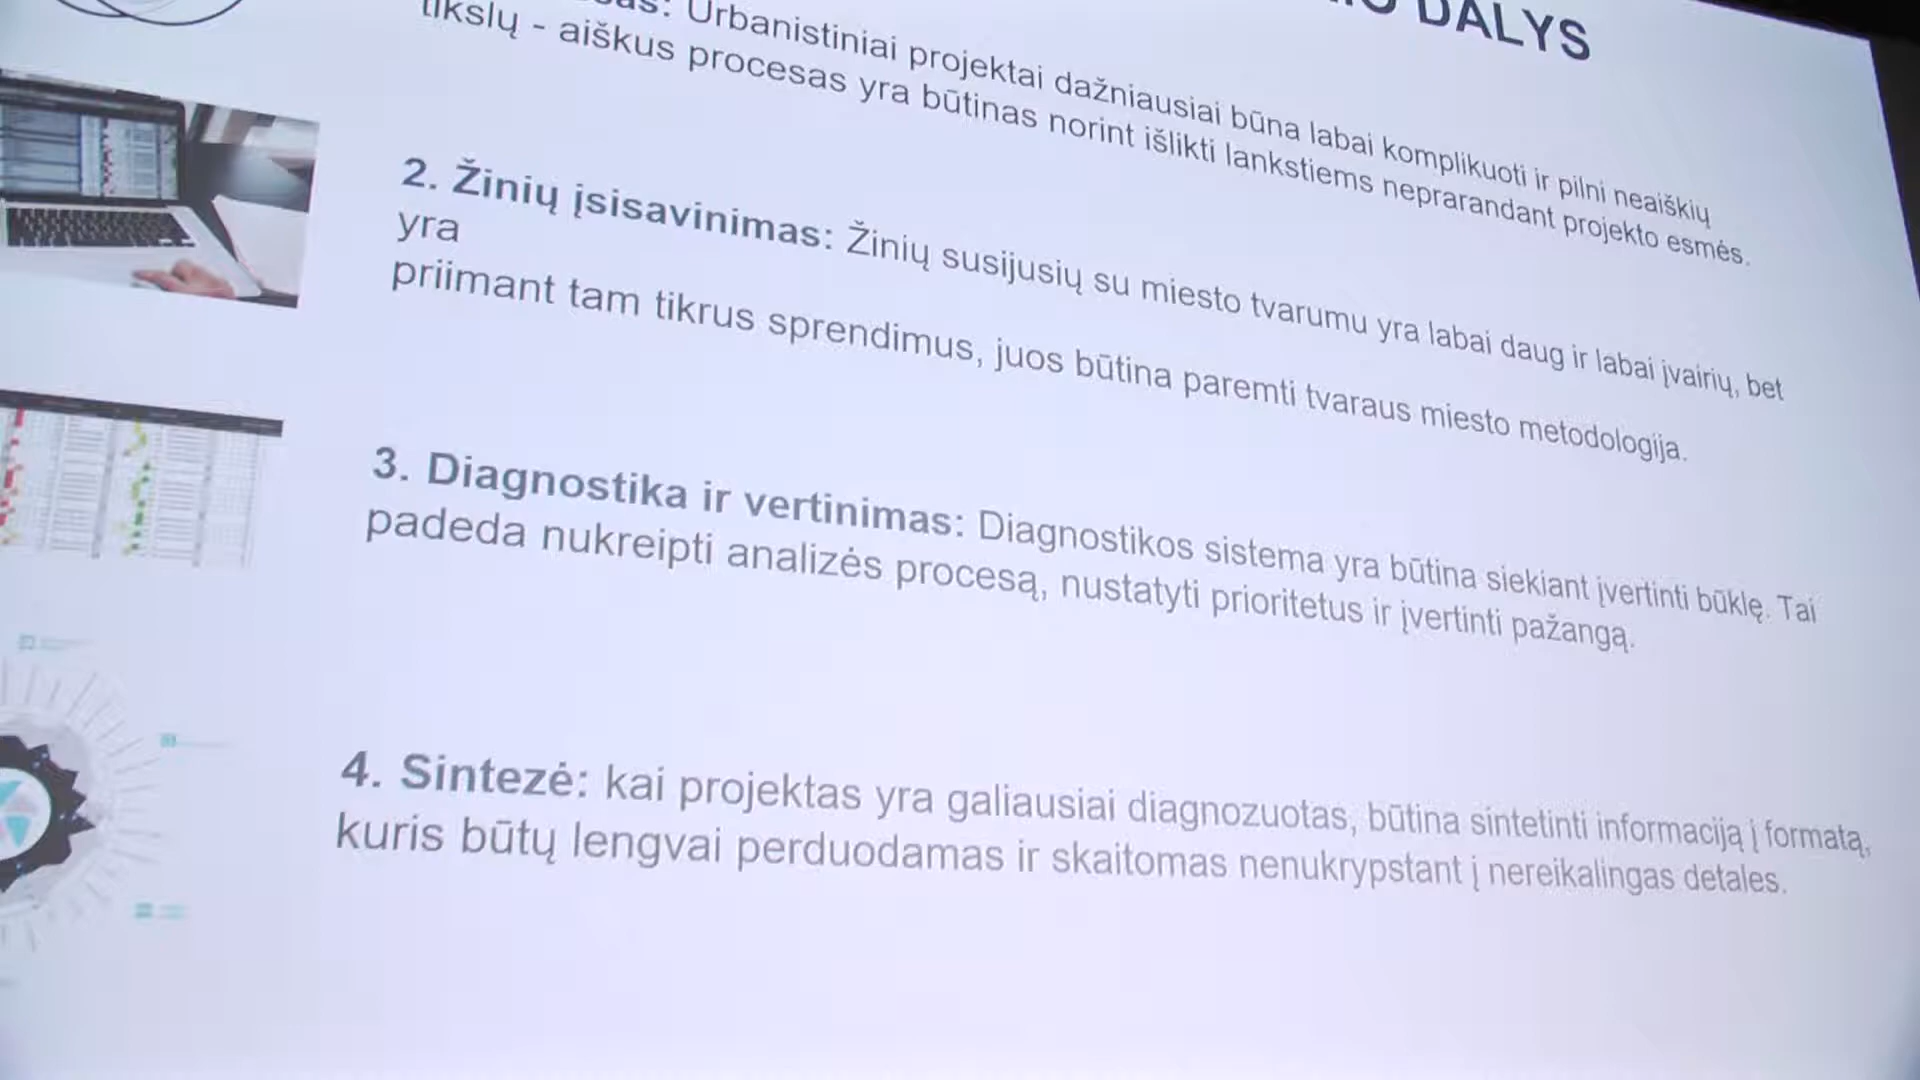 DALYS
Urbanistiniai projektai dažniausiai būna labai komplikuoti ir pilni neaiškių
tikslų - aiškus procesas yra būtinas norint išlikti lankstiems neprarandant projekto esmės.
2. Žinių įsisavinimas: Žinių susijusių su miesto tvarumu yra labai daug ir labai įvairių, bet
yra
priimant tam tikrus sprendimus, juos būtina paremti tvaraus miesto metodologija.
3. Diagnostika ir vertinimas: Diagnostikos sistema yra būtina siekiant įvertinti būklę. Tai
padeda nukreipti analizės procesą, nustatyti prioritetus ir įvertinti pažangą.
4. Sintezė: kai projektas yra galiausiai diagnozuotas, būtina sintetinti informaciją į formatą,
kuris būtų lengvai perduodamas ir skaitomas nenukrypstant į nereikalingas detales.